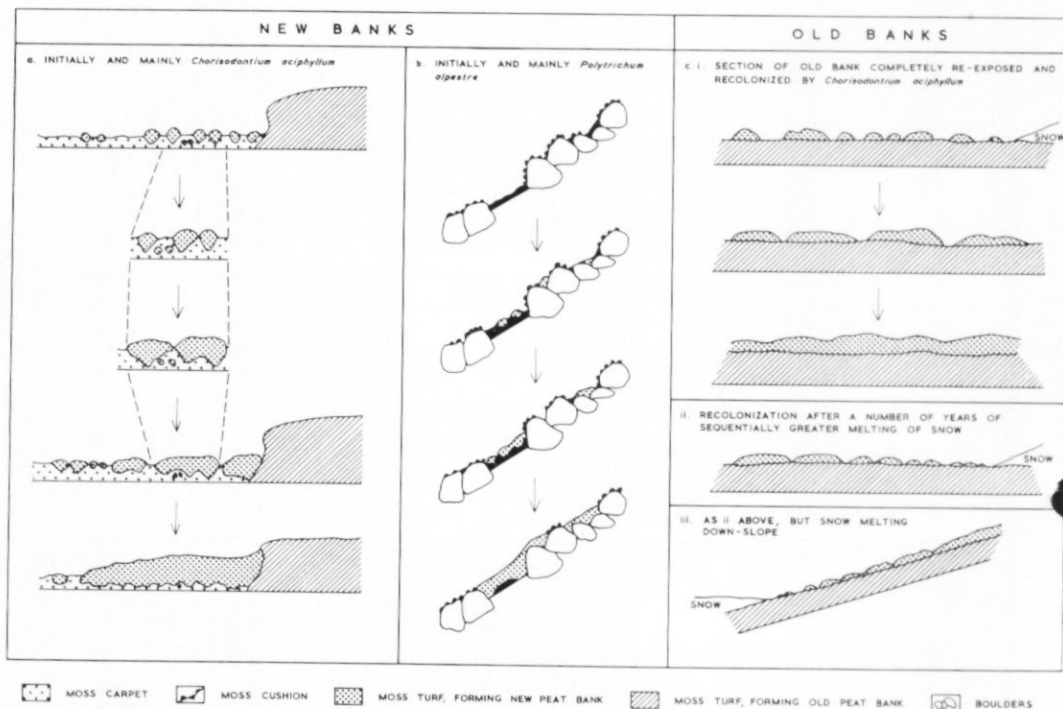 NEW BANKS
OLD BANKS
a. INITIALLY AND MAINLY Chorisodontium aciphyllum
b. INITIALLY AND MAINLY Polytrichum
alpestre
c i. SECTION OF OLD BANK COMPLETELY RE-EXPOSED AND
RECOLONIZED BY Chorisodontium aciphyllum
SNOW
ii. RECOLONIZATION AFTER A NUMBER OF YEARS OF
SEQUENTIALLY GREATER MELTING OF SNOW
SNOW
iii. AS ii ABOVE, BUT SNOW MELTING
DOWN-SLOPE
SNOW
MOSS CARPET
MOSS CUSHION
MOSS TURF, FORMING NEW PEAT BANK
MOSS TURF, FORMING OLD PEAT BANK
BOULDERS